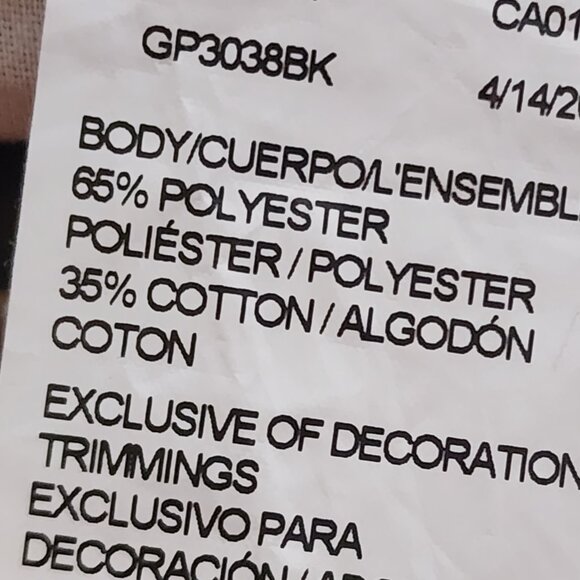 CA01
GP3038BK
4/14/20
BODY/CUERPO/L'ENSEMBL
65% POLYESTER
POLIÉSTER / POLYESTER
35% COTTON / ALGODÓN
COTON
EXCLUSIVE OF DECORATION
TRIMMINGS
EXCLUSIVO PARA
DECORACIÓN